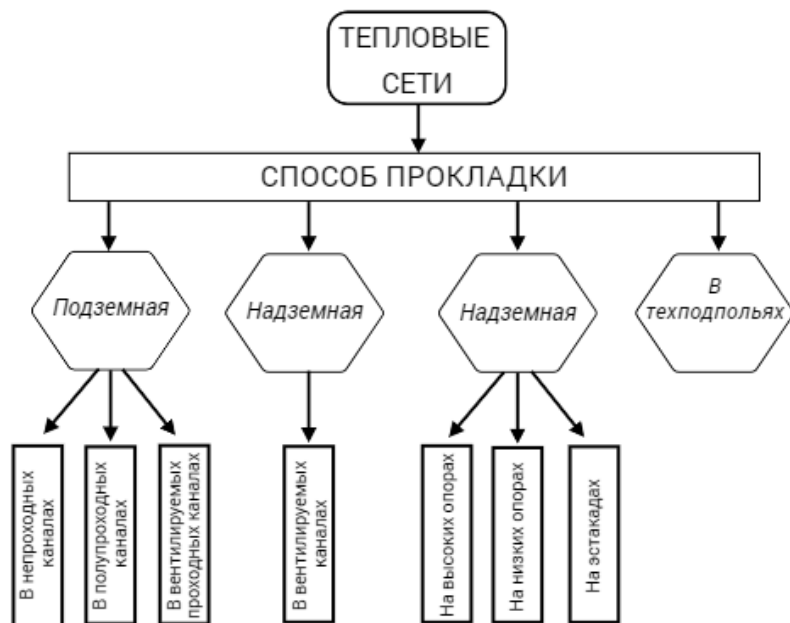 ТЕПЛОВЫЕ
СЕТИ
СПОСОБ ПРОКЛАДКИ
Подземная
Надземная
Надземная
В
техподпольях
В непроходных
каналах
В полупроходных
каналах
В вентилируемых
проходных каналах
В вентилируемых
каналах
На высоких опорах
На низких опорах
На эстакадах